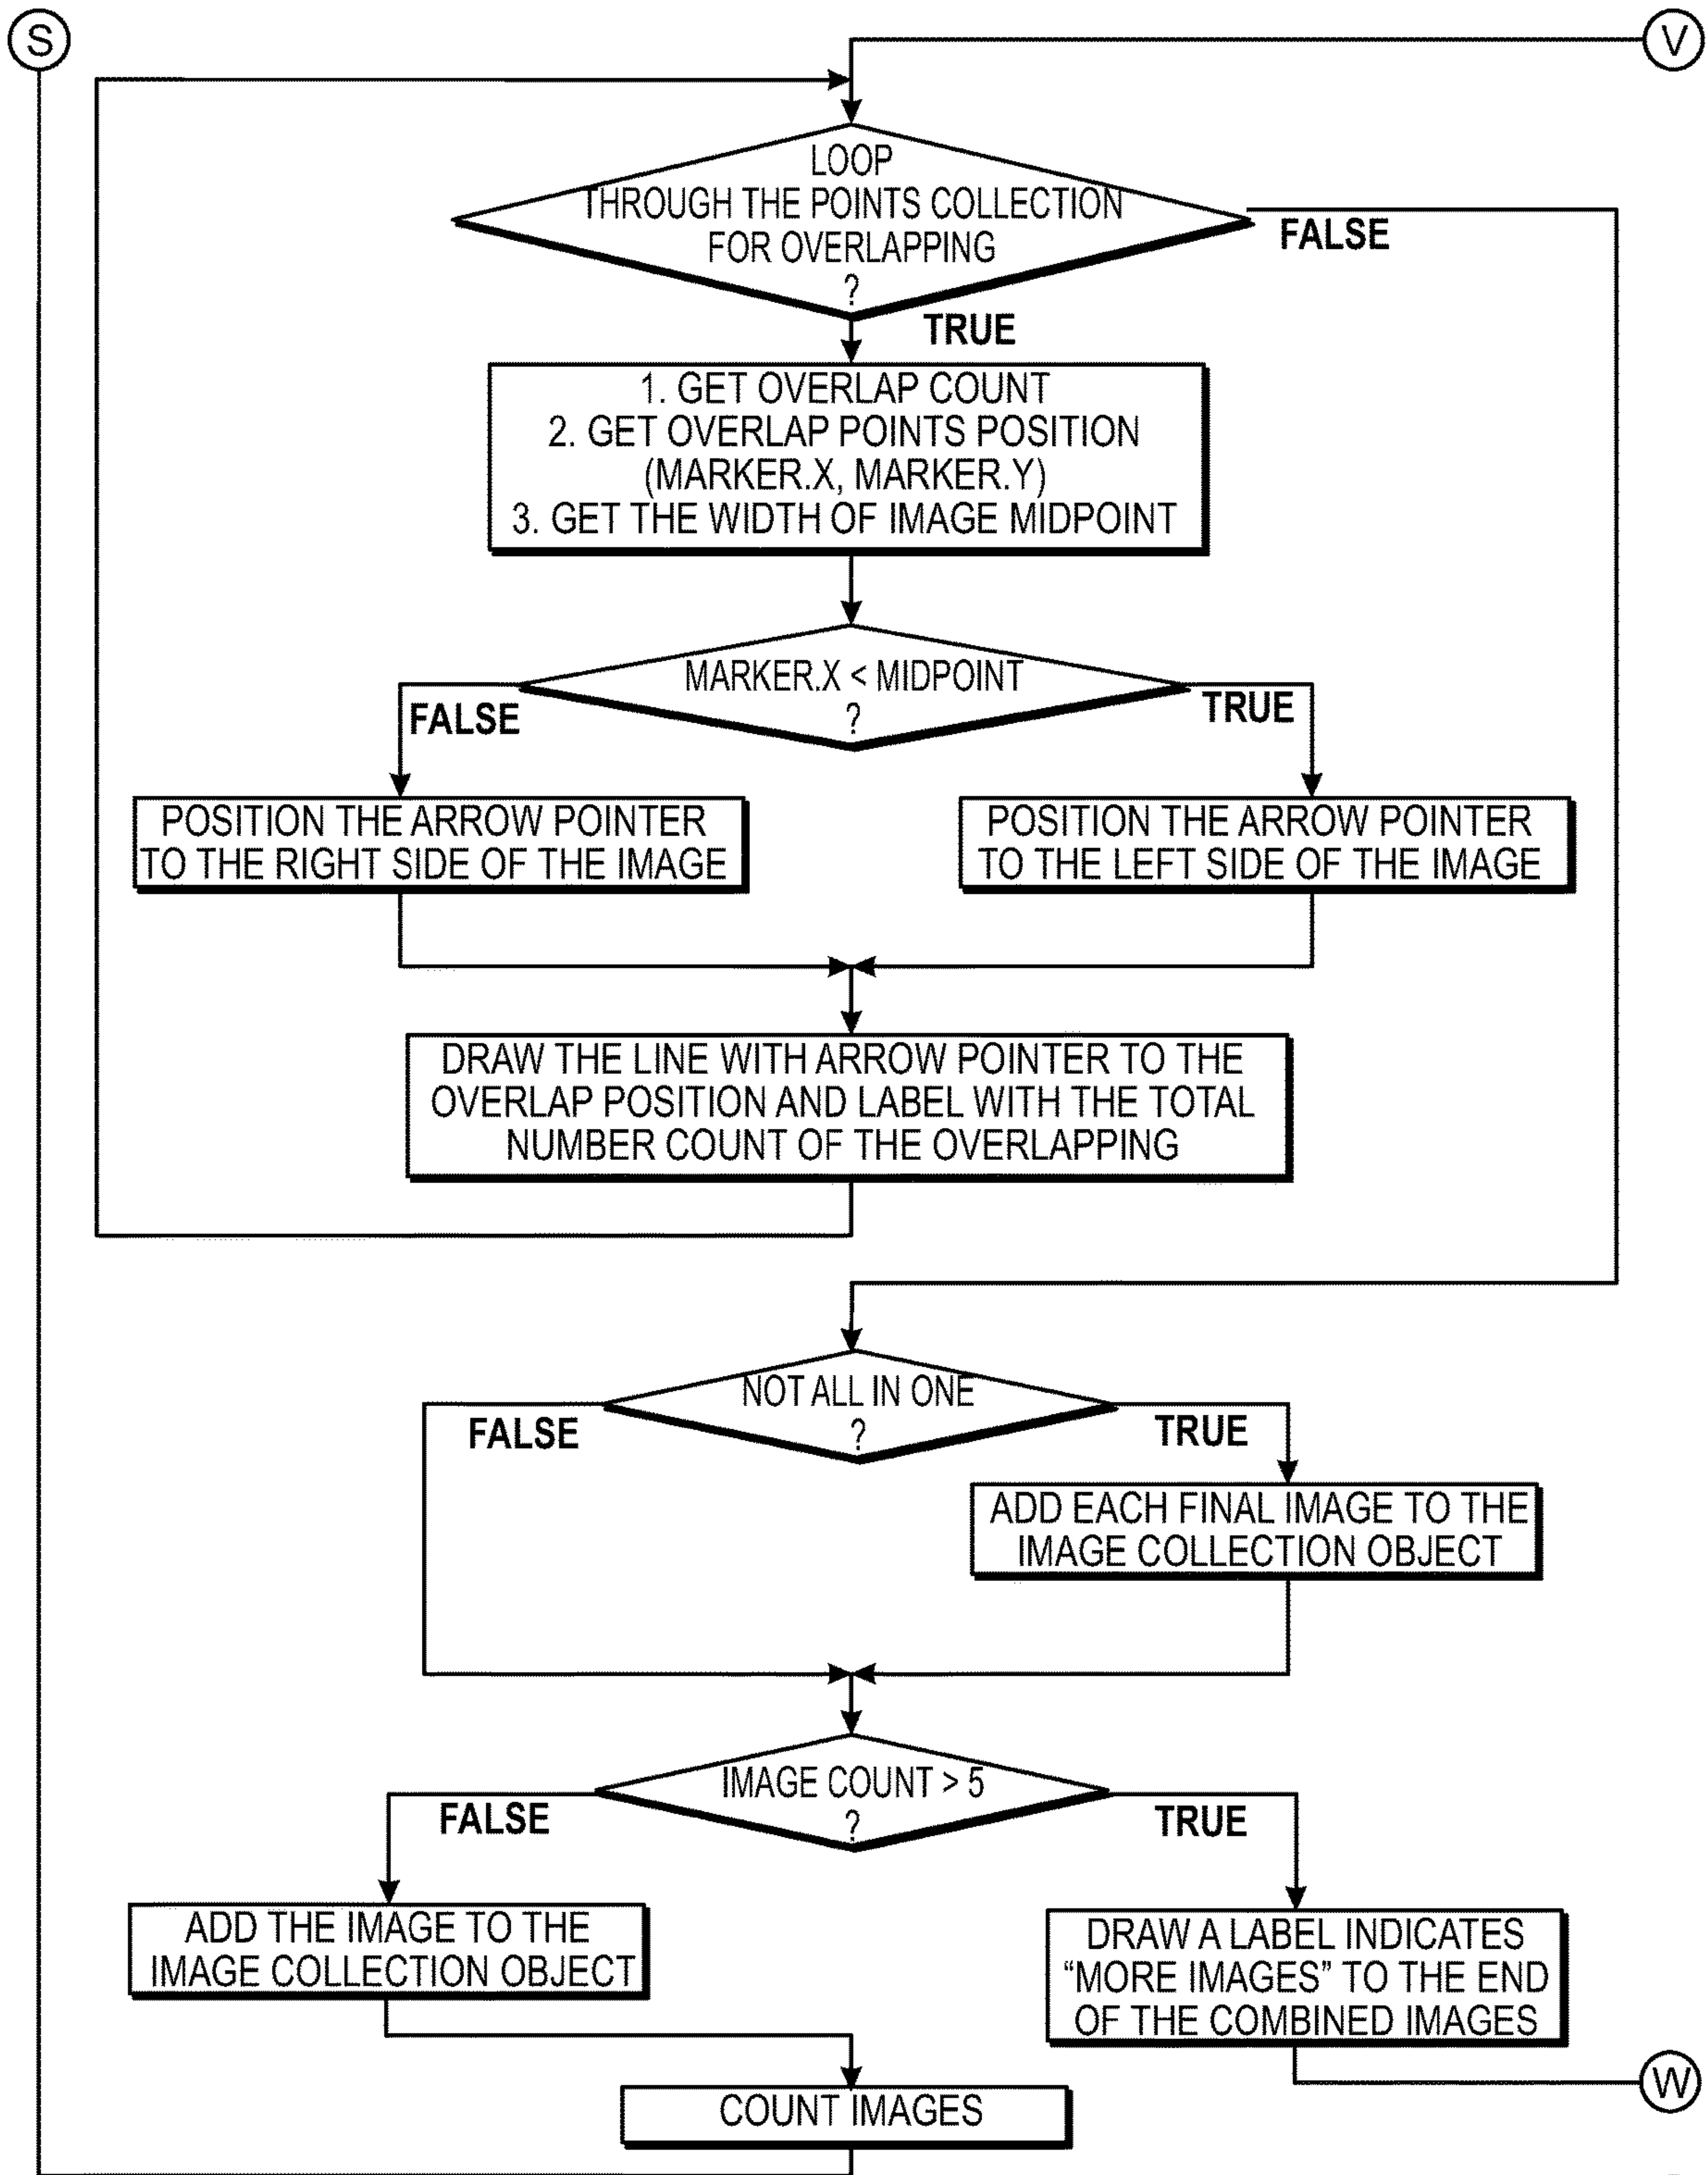 S
V
LOOP
THROUGH THE POINTS COLLECTION
FOR OVERLAPPING
?
FALSE
TRUE
1. GET OVERLAP COUNT
2. GET OVERLAP POINTS POSITION
(MARKER.X, MARKER.Y)
3. GET THE WIDTH OF IMAGE MIDPOINT
MARKER.X < MIDPOINT
?
FALSE
TRUE
POSITION THE ARROW POINTER
TO THE RIGHT SIDE OF THE IMAGE
POSITION THE ARROW POINTER
TO THE LEFT SIDE OF THE IMAGE
DRAW THE LINE WITH ARROW POINTER TO THE
OVERLAP POSITION AND LABEL WITH THE TOTAL
NUMBER COUNT OF THE OVERLAPPING
NOT ALL IN ONE
?
FALSE
TRUE
ADD EACH FINAL IMAGE TO THE
IMAGE COLLECTION OBJECT
IMAGE COUNT > 5
?
FALSE
TRUE
ADD THE IMAGE TO THE
IMAGE COLLECTION OBJECT
DRAW A LABEL INDICATES
“MORE IMAGES” TO THE END
OF THE COMBINED IMAGES
W
COUNT IMAGES